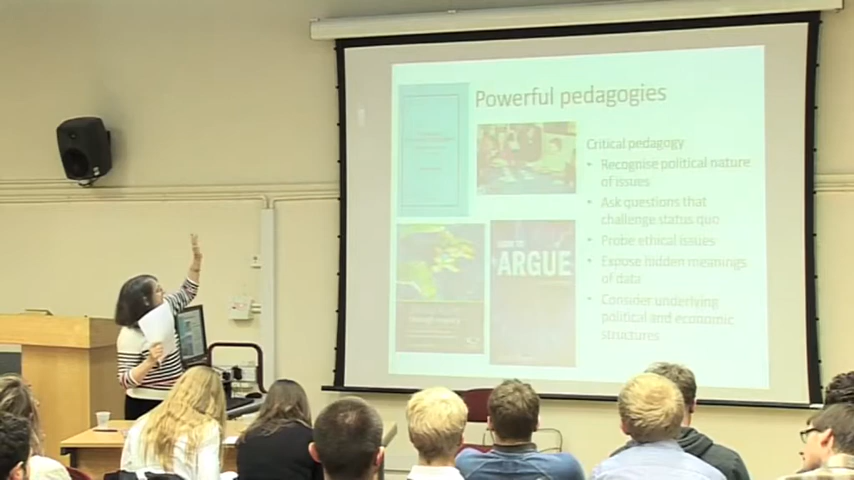 Powerful pedagogies
Critical pedagogy
• Recognise political nature
of issues
• Ask questions that
challenge status quo
• Probe ethical issues
• Expose hidden meanings
of data
• Consider underlying
political and economic
structures.
ARGUE